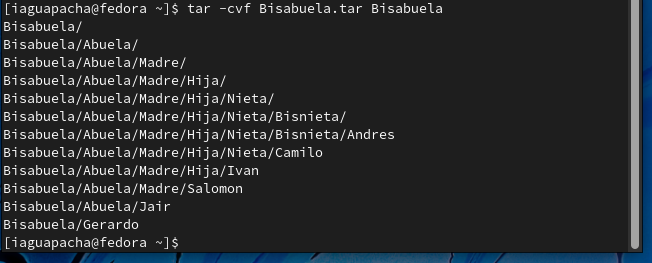 [iaguapacha@fedora ~]$ tar -cvf Bisabuela.tar Bisabuela
Bisabuela/
Bisabuela/Abuela/
Bisabuela/Abuela/Madre/
Bisabuela/Abuela/Madre/Hija/
Bisabuela/Abuela/Madre/Hija/Nieta/
Bisabuela/Abuela/Madre/Hija/Nieta/Bisnieta/
Bisabuela/Abuela/Madre/Hija/Nieta/Bisnieta/Andres
Bisabuela/Abuela/Madre/Hija/Nieta/Camilo
Bisabuela/Abuela/Madre/Hija/Ivan
Bisabuela/Abuela/Madre/Salomon
Bisabuela/Abuela/Jair
Bisabuela/Gerardo
[iaguapacha@fedora ~]$